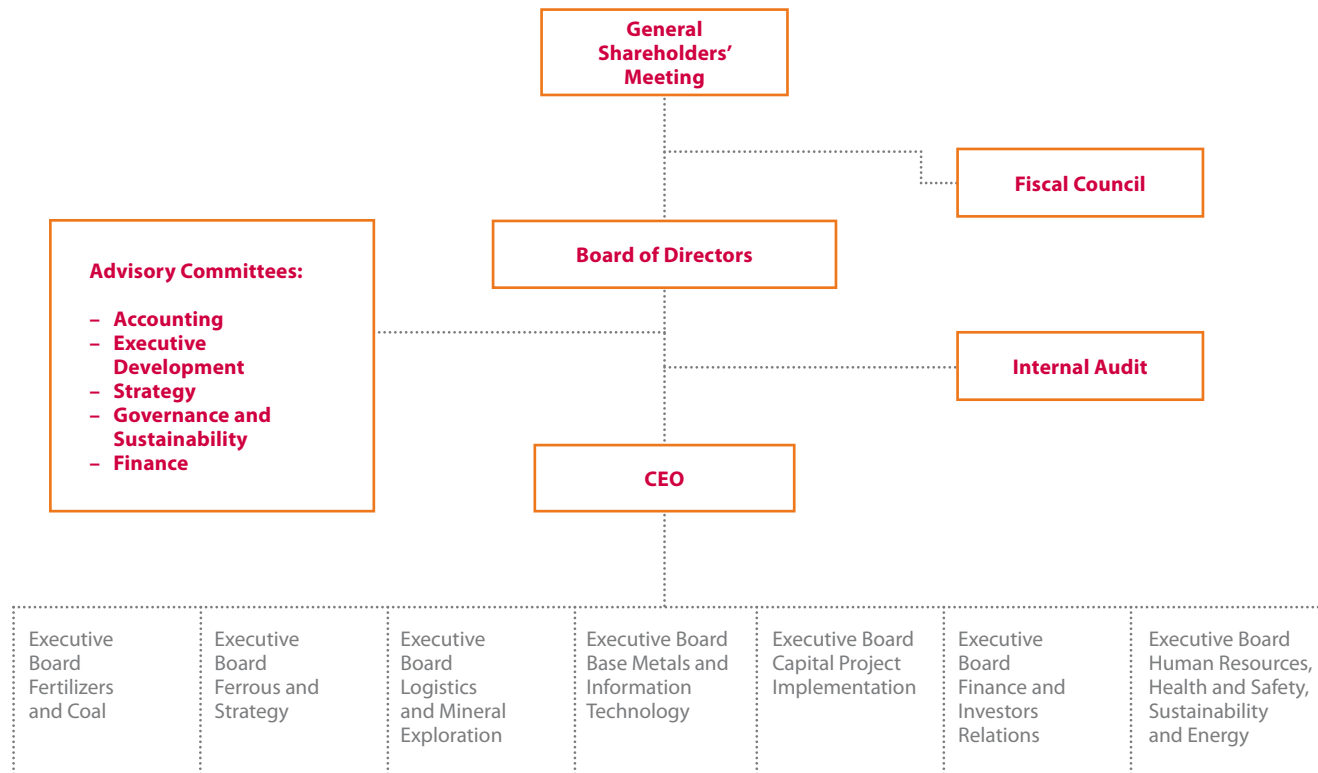 General
Shareholders’
Meeting
Fiscal Council
Board of Directors
Advisory Committees:
– Accounting
– Executive
Development
– Strategy
– Governance and
Sustainability
– Finance
Internal Audit
CEO
Executive
Board
Fertilizers
and Coal
Executive
Board
Ferrous and
Strategy
Executive
Board
Logistics
and Mineral
Exploration
Executive Board
Base Metals and
Information
Technology
Executive Board
Capital Project
Implementation
Executive
Board
Finance and
Investors
Relations
Executive Board
Human Resources,
Health and Safety,
Sustainability
and Energy